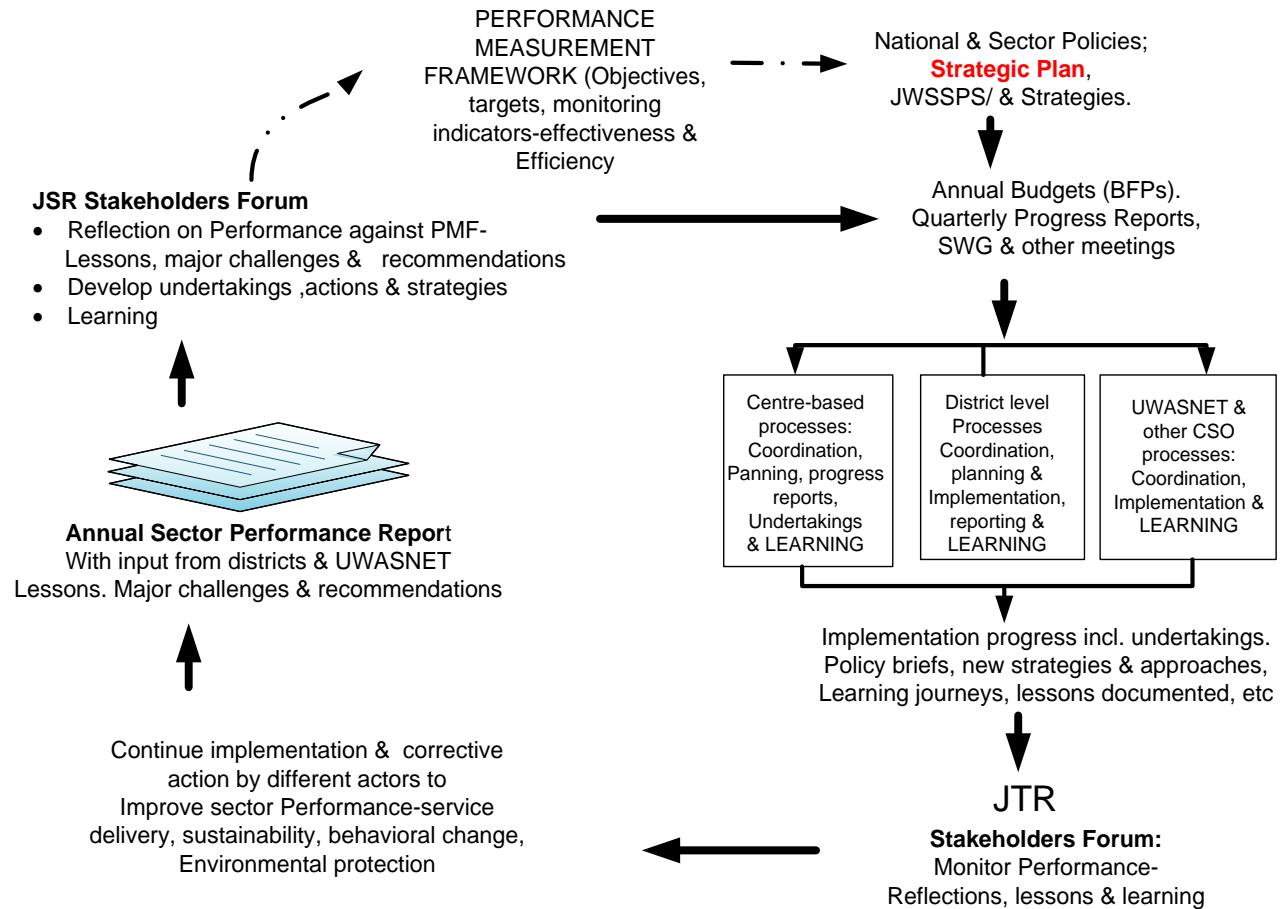 PERFORMANCE
MEASUREMENT
FRAMEWORK (Objectives,
targets, monitoring
indicators-effectiveness &
Efficiency
National & Sector Policies;
Strategic Plan,
JWSSPS/ & Strategies.
Annual Budgets (BFPs).
Quarterly Progress Reports,
SWG & other meetings
Centre-based
processes:
Coordination,
Panning, progress
reports,
Undertakings
& LEARNING
District level
Processes
Coordination,
planning &
Implementation,
reporting &
LEARNING
UWASNET &
other CSO
processes:
Coordination,
Implementation &
LEARNING
Implementation progress incl. undertakings.
Policy briefs, new strategies & approaches,
Learning journeys, lessons documented, etc
JTR
Stakeholders Forum:
Monitor Performance-
Reflections, lessons & learning
Continue implementation & corrective
action by different actors to
Improve sector Performance-service
delivery, sustainability, behavioral change,
Environmental protection
Annual Sector Performance Report
With input from districts & UWASNET
Lessons. Major challenges & recommendations
JSR Stakeholders Forum
• Reflection on Performance against PMF-
Lessons, major challenges & recommendations
• Develop undertakings ,actions & strategies
• Learning